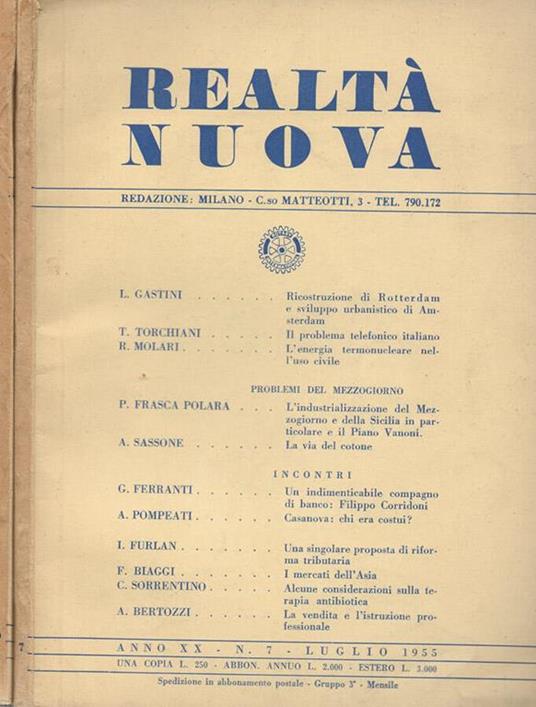 REALTÀ
NUOVA
REDAZIONE: MILANO - C.so MATTEOTTI, 3 - TEL. 790.172
L. GASTINI . . . . . . Ricostruzione di Rotterdam
e sviluppo urbanistico di Am-
sterdam
T. TORCHIANI . . . . . Il problema telefonico italiano
R. MOLARI . . . . . . . L'energia termonucleare nel-
l'uso civile
PROBLEMI DEL MEZZOGIORNO
P. FRASCA POLARA . . . L'industrializzazione del Mez-
zogiorno e della Sicilia in par-
ticolare e il Piano Vanoni.
A. SASSONE . . . . . . La via del cotone
INCONTRI
G. FERRANTI . . . . . . Un indimenticabile compagno
di banco: Filippo Corridoni
A. POMPEATI . . . . . . Casanova: chi era costui?
I. FURLAN . . . . . . . Una singolare proposta di rifor-
ma tributaria
F. BIAGGI . . . . . . . I mercati dell'Asia
C. SORRENTINO . . . . . Alcune considerazioni sulla te-
rapia antibiotica
A. BERTOZZI . . . . . . La vendita e l'istruzione pro-
fessionale
7
ANNO XX - N. 7 - LUGLIO 1955
UNA COPIA L. 250 - ABBON. ANNUO L. 2.000 - ESTERO L. 3.000
Spedizione in abbonamento postale - Gruppo 3° - Mensile